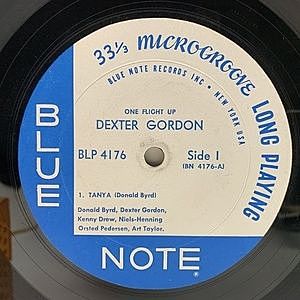 33⅓ MICROGROOVE LONG PLAYING
BLUE NOTE RECORDS INC • NEW YORK USA
ONE FLIGHT UP
DEXTER GORDON
BLP 4176 Side I
(BN 4176-A)
1. TANYA (Donald Byrd)
Donald Byrd, Dexter Gordon,
Kenny Drew, Niels-Henning
Orsted Pedersen, Art Taylor.
BLUE
NOTE
®